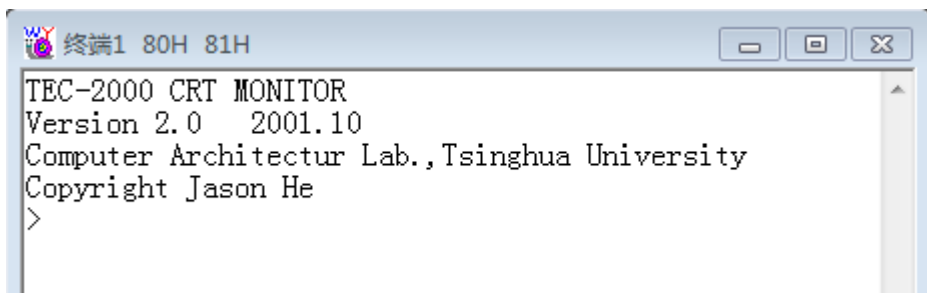 终端1 80H 81H
TEC-2000 CRT MONITOR
Version 2.0   2001.10
Computer Architectur Lab.,Tsinghua University
Copyright Jason He
>